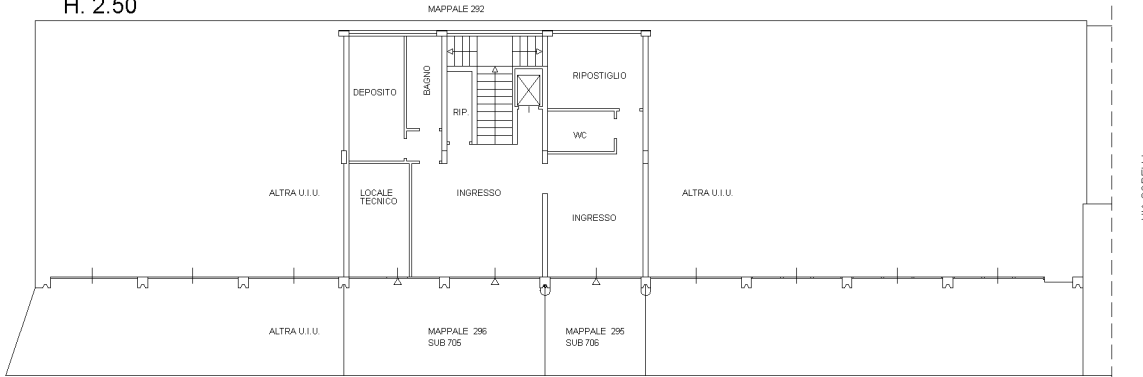 H. 2.50
MAPPALE 292
DEPOSITO
BAGNO
RIP.
RIPOSTIGLIO
WC
ALTRA U.I.U.
LOCALE
TECNICO
INGRESSO
INGRESSO
ALTRA U.I.U.
ALTRA U.I.U.
MAPPALE 296
SUB 705
MAPPALE 295
SUB 706